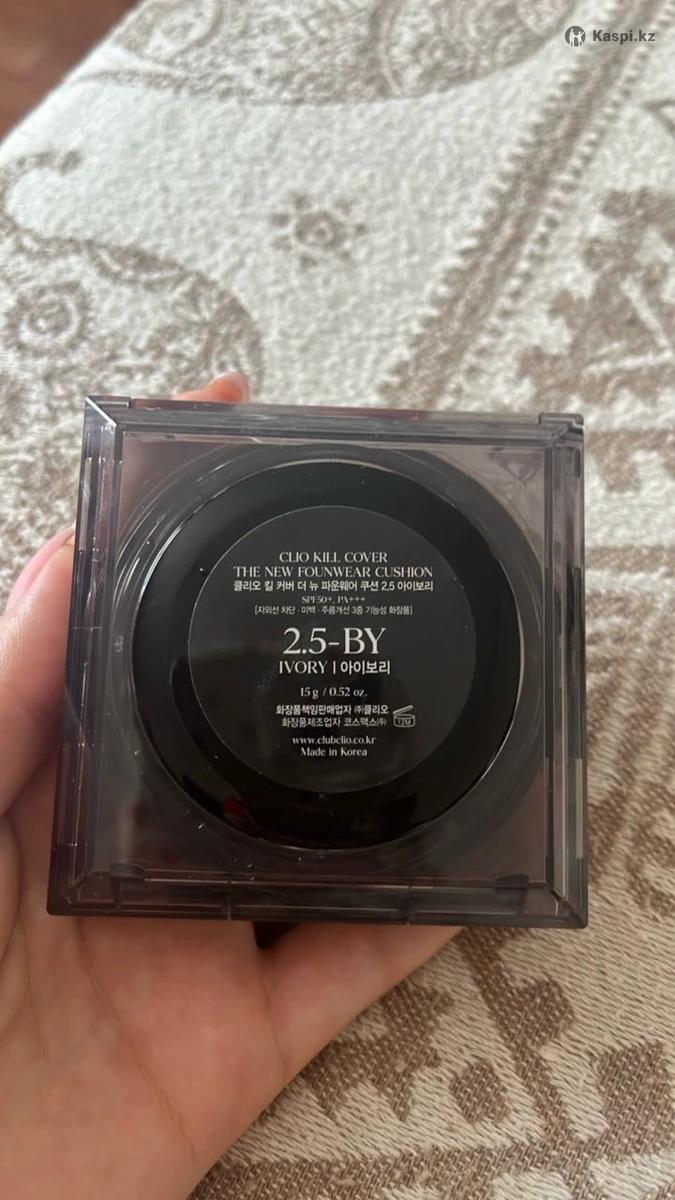 Kaspi.kz
CLIO KILL COVER
THE NEW FOUNWEAR CUSHION
클리오 킬 커버 더 뉴 파운웨어 쿠션 2,5 아이보리
SPF50+, PA+++
[자외선 차단 · 미백 · 주름개선 3중 기능성 화장품]
2.5-BY
IVORY | 아이보리
15 g / 0.52 oz.
화장품책임판매업자 ㈜클리오
화장품제조업자 코스맥스㈜
12M
www.clubclio.co.kr
Made in Korea